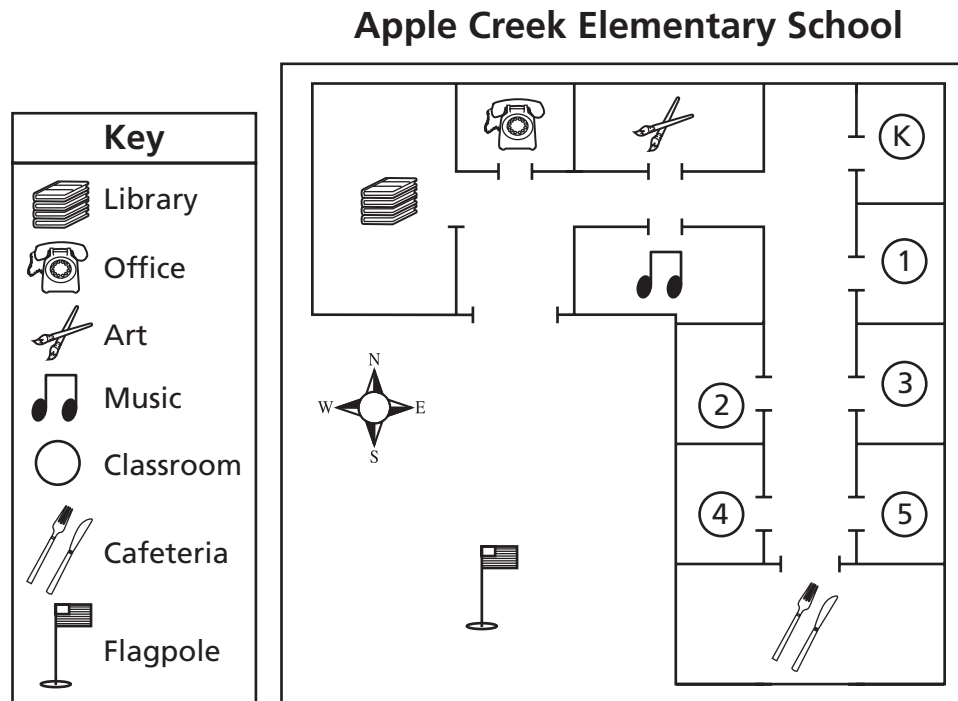 Apple Creek Elementary School
Key
Library
Office
Art
Music
Classroom
Cafeteria
Flagpole
K
1
2
3
4
5
N
W E
S